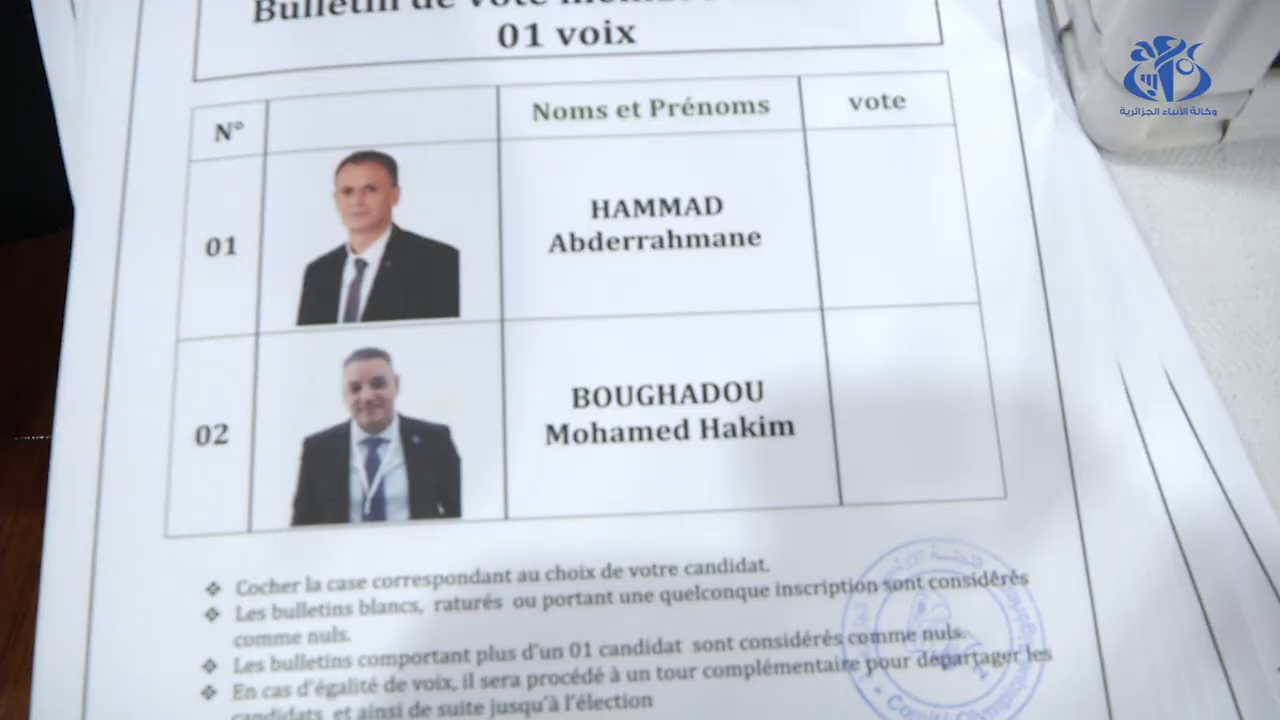 Bulletin de vote
01 voix
N°
Noms et Prénoms
vote
01
HAMMAD
Abderrahmane
02
BOUGHADOU
Mohamed Hakim
❖ Cocher la case correspondant au choix de votre candidat.
❖ Les bulletins blancs, raturés ou portant une quelconque inscription sont considérés
comme nuls.
❖ Les bulletins comportant plus d'un 01 candidat sont considérés comme nuls.
❖ En cas d'égalité de voix, il sera procédé à un tour complémentaire pour départager les
candidats et ainsi de suite jusqu'à l'élection
وكالة الأنباء الجزائرية